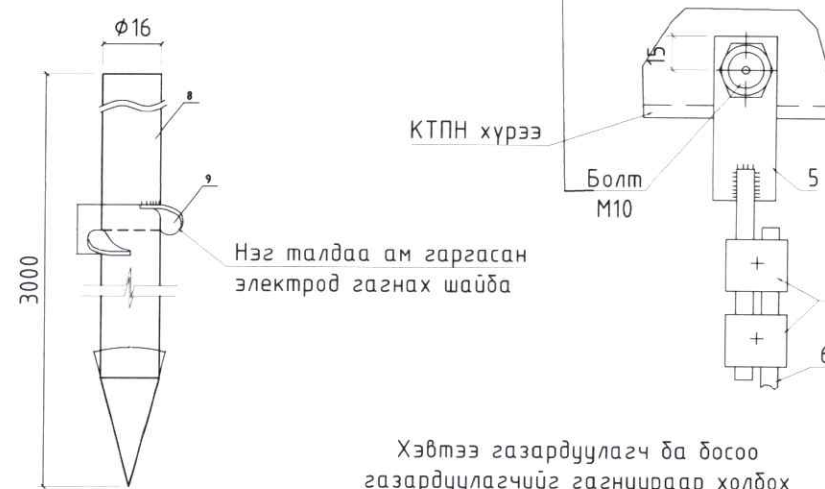 Ф16
8
9
3000
Нэг талдаа ам гаргасан
электрод гагнах шайба
15
КТПН хүрээ
Болт
М10
5
6
Хэвтээ газардуулагч ба босоо
газардуулагчийг гагнуураар холбох